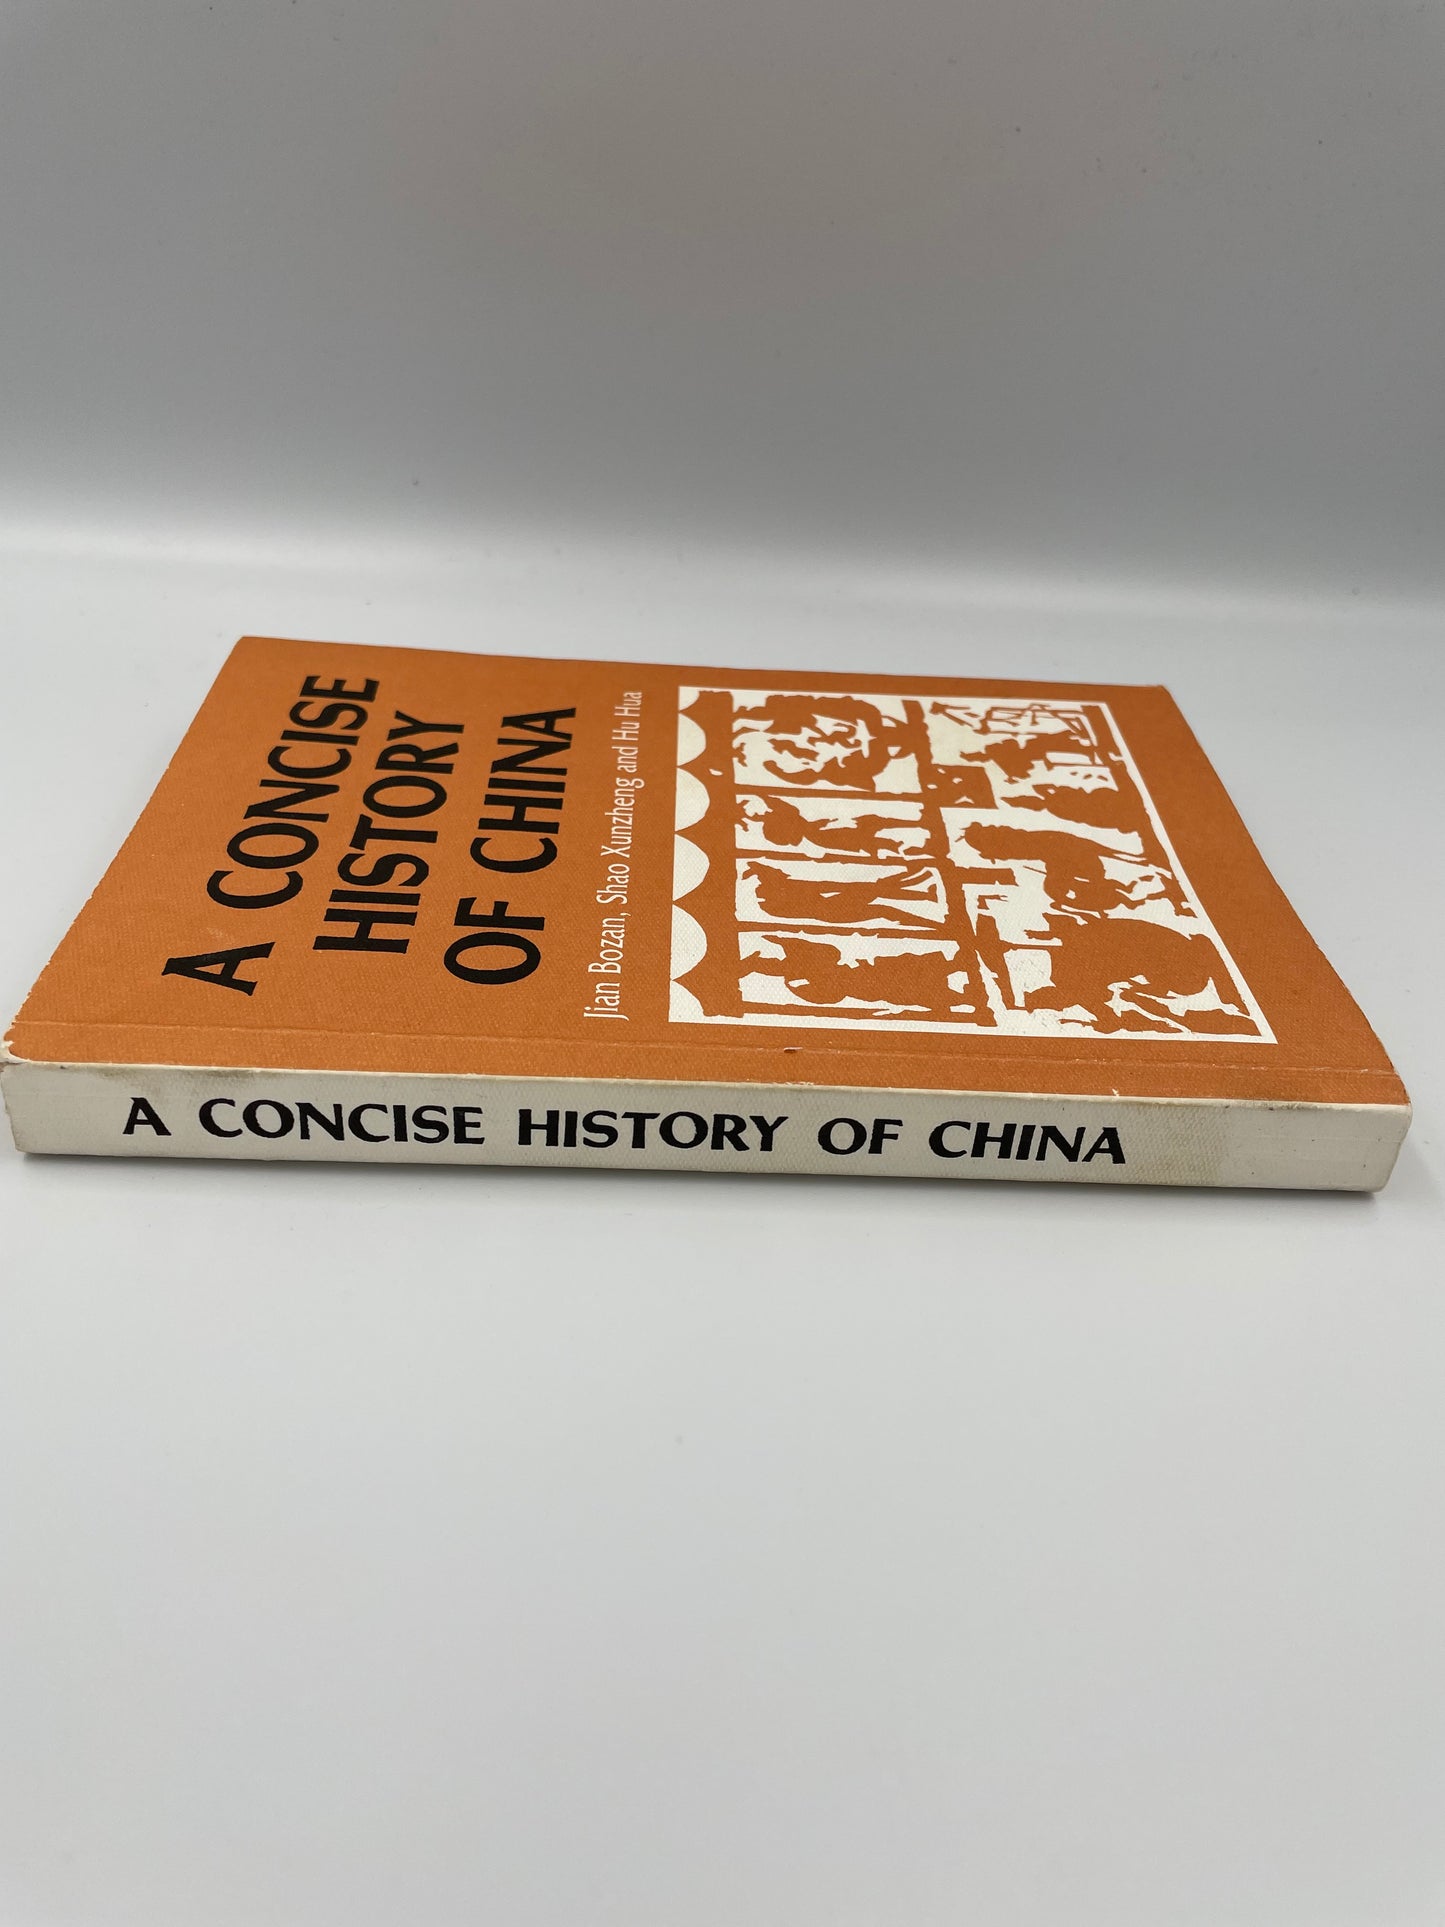 A CONCISE
HISTORY
OF CHINA
Jian Bozan, Shao Xunzheng and Hu Hua
A CONCISE HISTORY OF CHINA